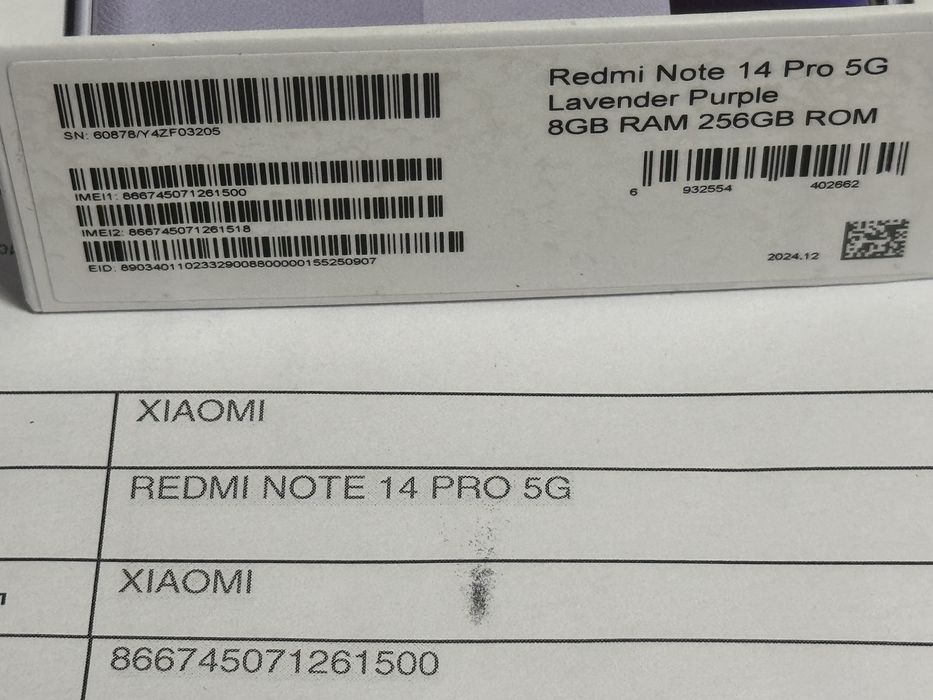 SN: 60878/Y4ZF03205
IMEI1: 866745071261500
IMEI2: 866745071261518
EID: 89034011023329008800000155250907
Redmi Note 14 Pro 5G
Lavender Purple
8GB RAM 256GB ROM
6 932554 402662
2024.12
XIAOMI
REDMI NOTE 14 PRO 5G
XIAOMI
866745071261500